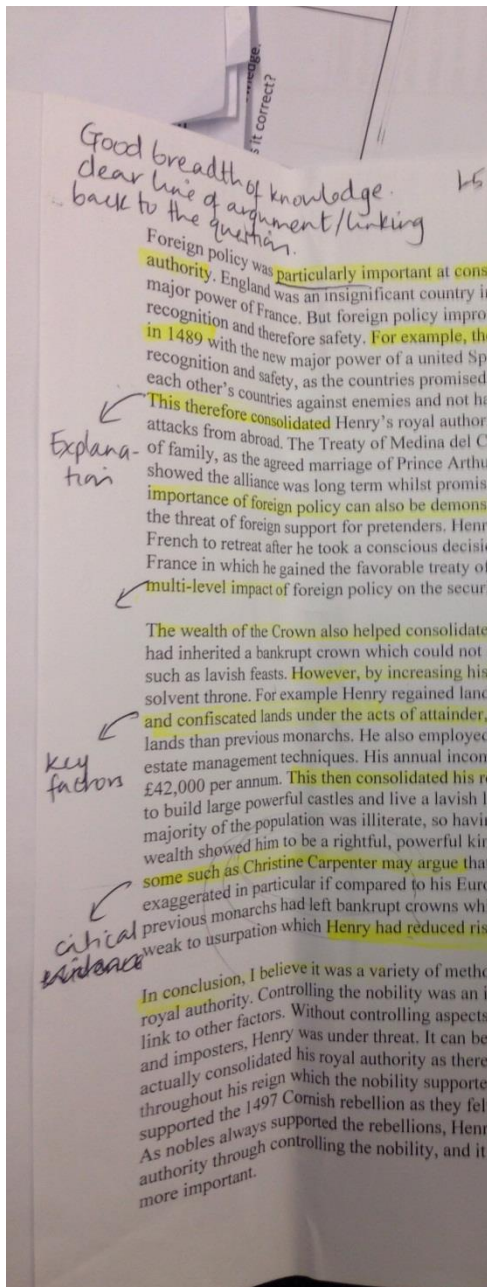 ledge.
s it correct?
Good breadth of knowledge.
clear line of argument/linking
back to the question.
L5
Foreign policy was particularly important at cons
authority. England was an insignificant country i
major power of France. But foreign policy impro
recognition and therefore safety. For example, the
in 1489 with the new major power of a united Sp
recognition and safety, as the countries promised
each other's countries against enemies and not ha
This therefore consolidated Henry's royal author
attacks from abroad. The Treaty of Medina del C
of family, as the agreed marriage of Prince Arthu
showed the alliance was long term whilst promis
importance of foreign policy can also be demons
the threat of foreign support for pretenders. Henr
French to retreat after he took a conscious decisi
France in which he gained the favorable treaty of
multi-level impact of foreign policy on the secur
Explana-
tion
The wealth of the Crown also helped consolidate
had inherited a bankrupt crown which could not
such as lavish feasts. However, by increasing his
solvent throne. For example Henry regained land
and confiscated lands under the acts of attainder,
lands than previous monarchs. He also employed
estate management techniques. His annual incon
£42,000 per annum. This then consolidated his r
to build large powerful castles and live a lavish l
majority of the population was illiterate, so havin
wealth showed him to be a rightful, powerful kin
some such as Christine Carpenter may argue tha
exaggerated in particular if compared to his Euro
previous monarchs had left bankrupt crowns wh
weak to usurpation which Henry had reduced ris
key
factors
critical
In conclusion, I believe it was a variety of metho
royal authority. Controlling the nobility was an i
link to other factors. Without controlling aspects
and imposters, Henry was under threat. It can be
actually consolidated his royal authority as there
throughout his reign which the nobility supporte
supported the 1497 Cornish rebellion as they fel
As nobles always supported the rebellions, Henr
authority through controlling the nobility, and it
more important.